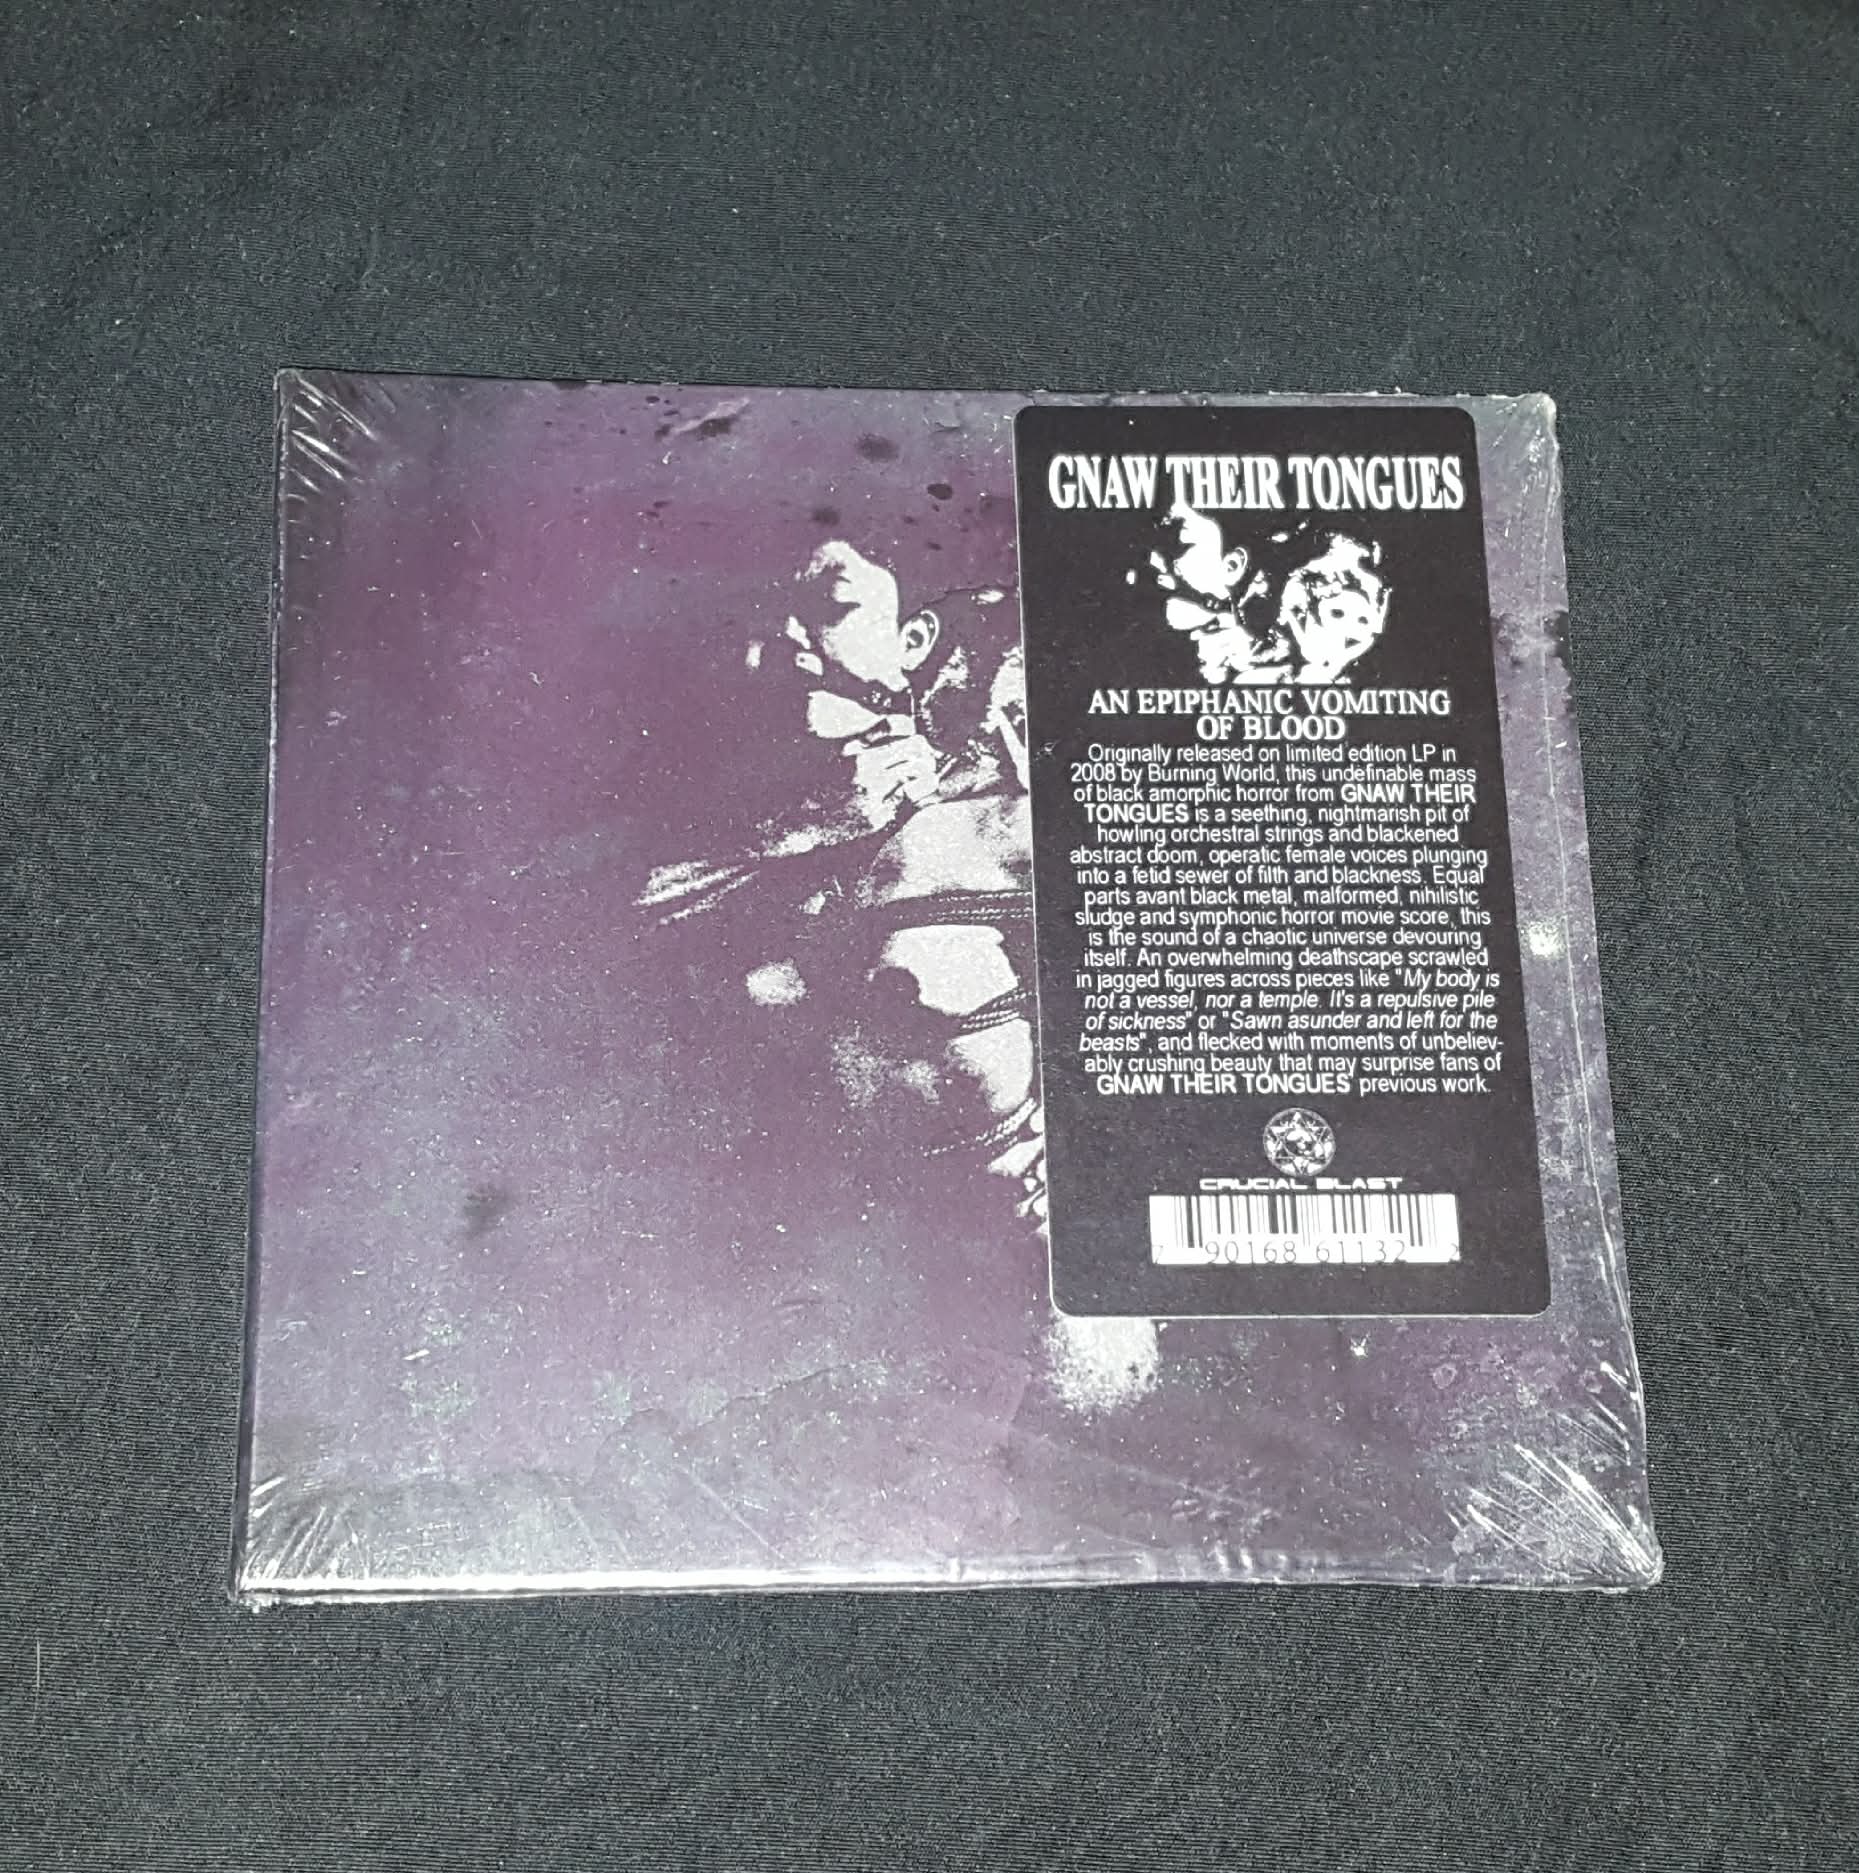 GNAW THEIR TONGUES
AN EPIPHANIC VOMITING
OF BLOOD
Originally released on limited edition LP in
2008 by Burning World, this undefinable mass
of black amorphic horror from GNAW THEIR
TONGUES is a seething, nightmarish pit of
howling orchestral strings and blackened
abstract doom, operatic female voices plunging
into a fetid sewer of filth and blackness. Equal
parts avant black metal, malformed, nihilistic
sludge and symphonic horror movie score, this
is the sound of a chaotic universe devouring
itself. An overwhelming deathscape scrawled
in jagged figures across pieces like "My body is
not a vessel, nor a temple. It's a repulsive pile
of sickness" or "Sawn asunder and left for the
beasts", and flecked with moments of unbeliev-
ably crushing beauty that may surprise fans of
GNAW THEIR TONGUES' previous work.
CRUCIAL BLAST
7 90168 61132 2